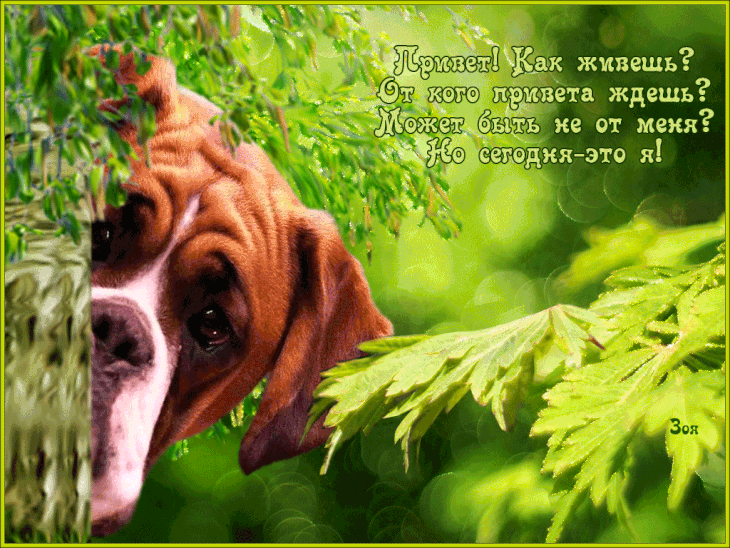 Привет! Как живешь?
От кого привета ждешь?
Может быть не от меня?
Но сегодня-это я!
Зоя